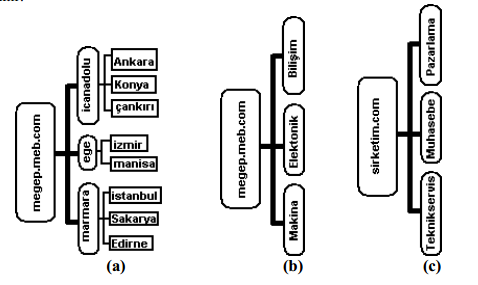 megep.meb.com
icanadolu
Ankara
Konya
çankırı
ege
izmir
manisa
marmara
istanbul
Sakarya
Edirne
(a)
megep.meb.com
Bilişim
Elektonik
Makina
(b)
sirketim.com
Pazarlama
Muhasebe
Teknikservis
(c)